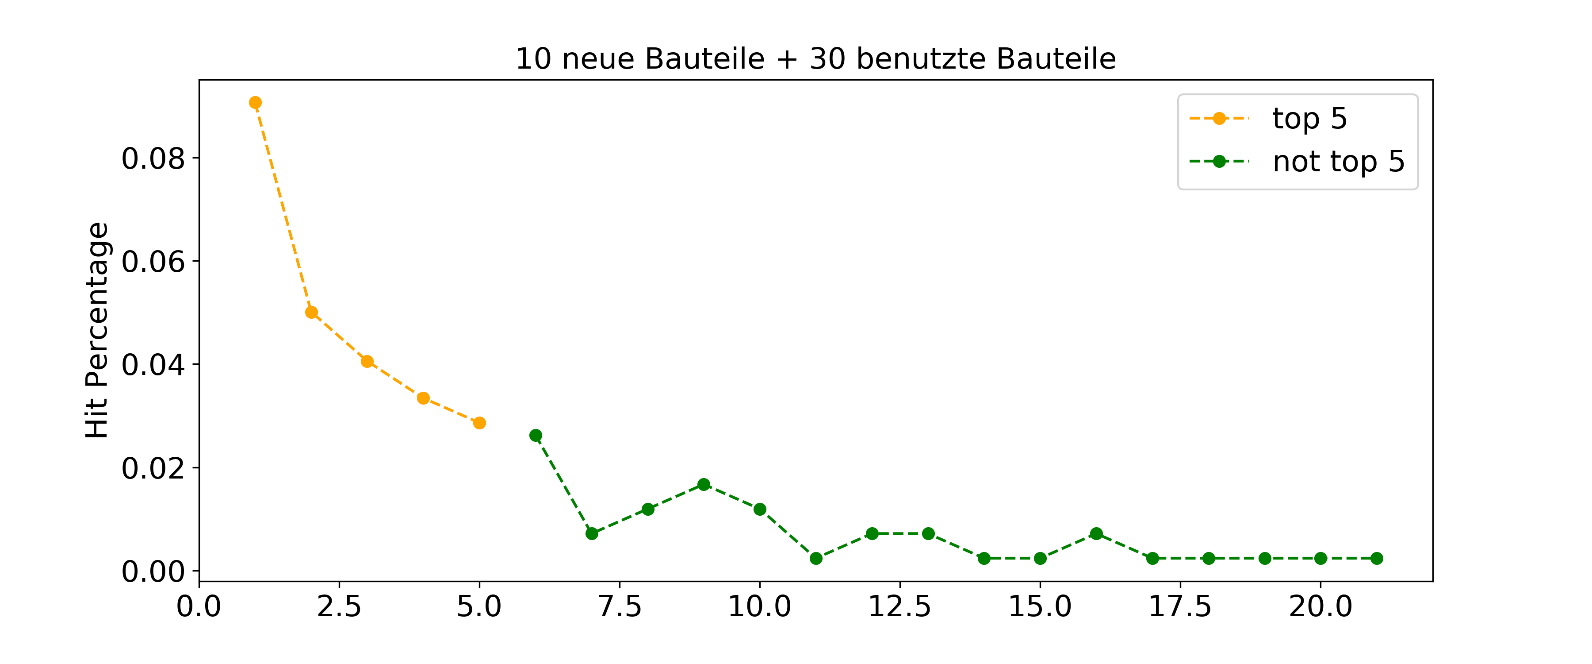 10 neue Bauteile + 30 benutzte Bauteile
top 5
not top 5
Hit Percentage
0.08
0.06
0.04
0.02
0.00
0.0 2.5 5.0 7.5 10.0 12.5 15.0 17.5 20.0